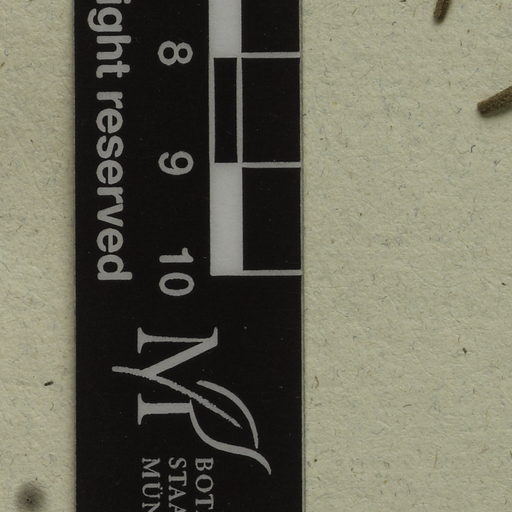 8
9
10
ight reserved
M
BOT
STAA
MÜN